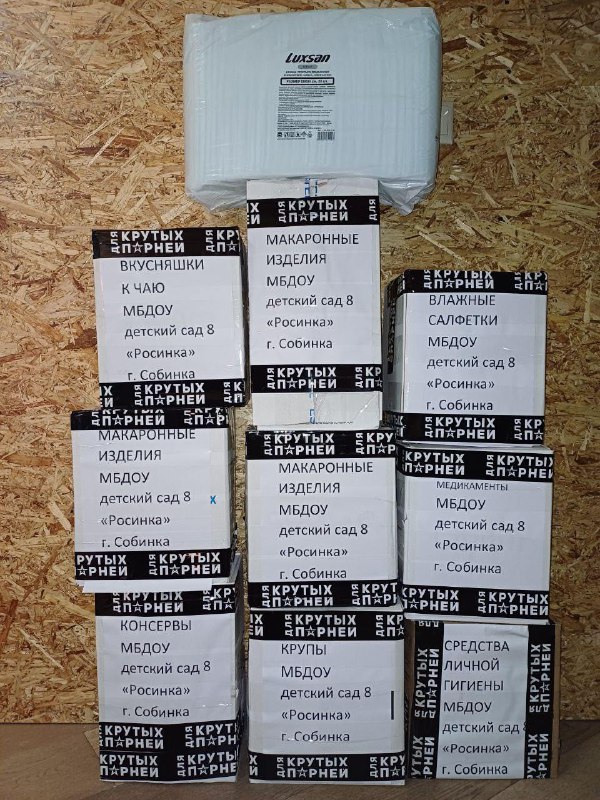 Luxsan
ДЛЯ КРУТЫХ ПАРНЕЙ
МАКАРОННЫЕ
ИЗДЕЛИЯ
МБДОУ
детский сад 8
«Росинка»
г. Собинка
ДЛЯ КРУТЫХ ПАРНЕЙ
ДЛЯ КРУТЫХ ПАРНЕЙ
ВКУСНЯШКИ
К ЧАЮ
МБДОУ
детский сад 8
«Росинка»
г. Собинка
ДЛЯ КРУТЫХ ПАРНЕЙ
ДЛЯ КРУТЫХ ПАРНЕЙ
ВЛАЖНЫЕ
САЛФЕТКИ
МБДОУ
детский сад 8
«Росинка»
г. Собинка
ДЛЯ КРУТЫХ ПАРНЕЙ
МАКАРОННЫЕ
ИЗДЕЛИЯ
МБДОУ
детский сад 8 х
«Росинка»
г. Собинка
ДЛЯ КРУТЫХ ПАРНЕЙ
ДЛЯ КРУТЫХ ПАРНЕЙ
МАКАРОННЫЕ
ИЗДЕЛИЯ
МБДОУ
детский сад 8
«Росинка»
г. Собинка
ДЛЯ КРУТЫХ ПАРНЕЙ
ДЛЯ КРУТЫХ ПАРНЕЙ
МЕДИКАМЕНТЫ
МБДОУ
детский сад 8
«Росинка»
г. Собинка
ДЛЯ КРУТЫХ ПАРНЕЙ
ДЛЯ КРУТЫХ ПАРНЕЙ
КОНСЕРВЫ
МБДОУ
детский сад 8
«Росинка»
г. Собинка
ДЛЯ КРУТЫХ ПАРНЕЙ
ДЛЯ КРУТЫХ ПАРНЕЙ
ДЛЯ КРУТЫХ ПАРНЕЙ
КРУПЫ
МБДОУ
детский сад 8
«Росинка»
г. Собинка
ДЛЯ КРУТЫХ ПАРНЕЙ
ДЛЯ КРУТЫХ ПАРНЕЙ
СРЕДСТВА
ЛИЧНОЙ
ГИГИЕНЫ
МБДОУ
детский сад 8
«Росинка»
г. Собинка